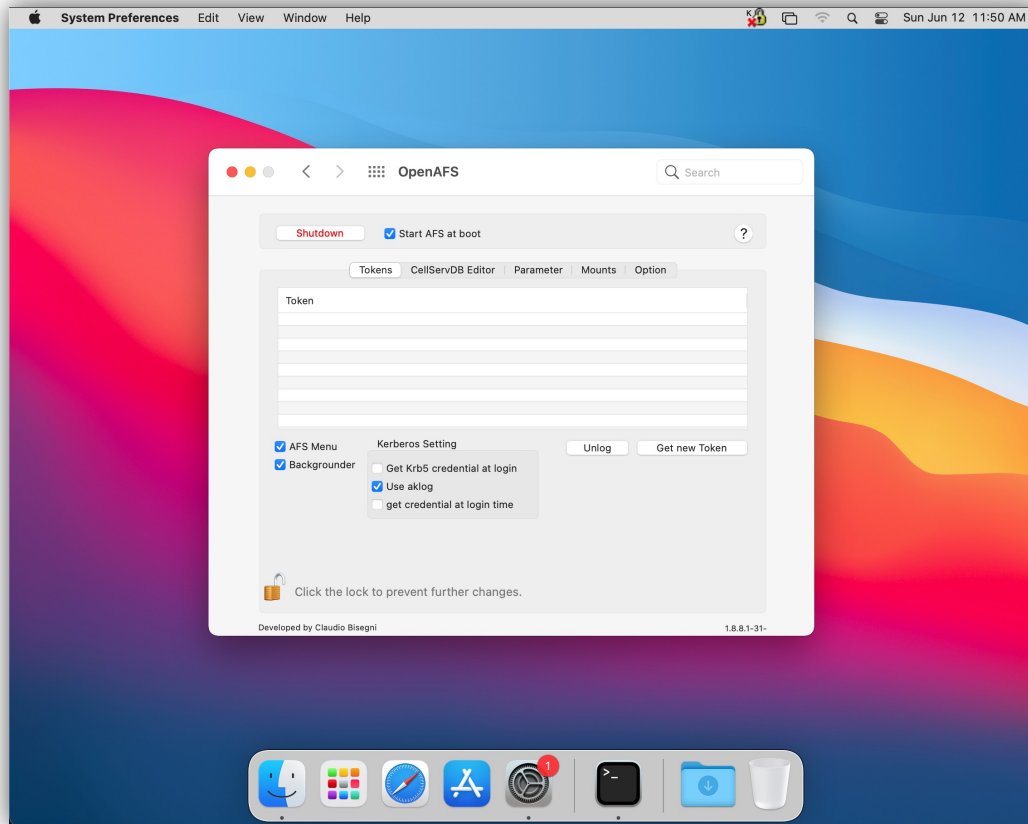 System Preferences Edit View Window Help K Sun Jun 12 11:50 AM
OpenAFS Search
Shutdown Start AFS at boot ?
Tokens CellServDB Editor Parameter Mounts Option
Token
AFS Menu Kerberos Setting Unlog Get new Token
Backgrounder Get Krb5 credential at login
Use aklog
get credential at login time
Click the lock to prevent further changes.
Developed by Claudio Bisegni 1.8.8.1-31-
1
>_